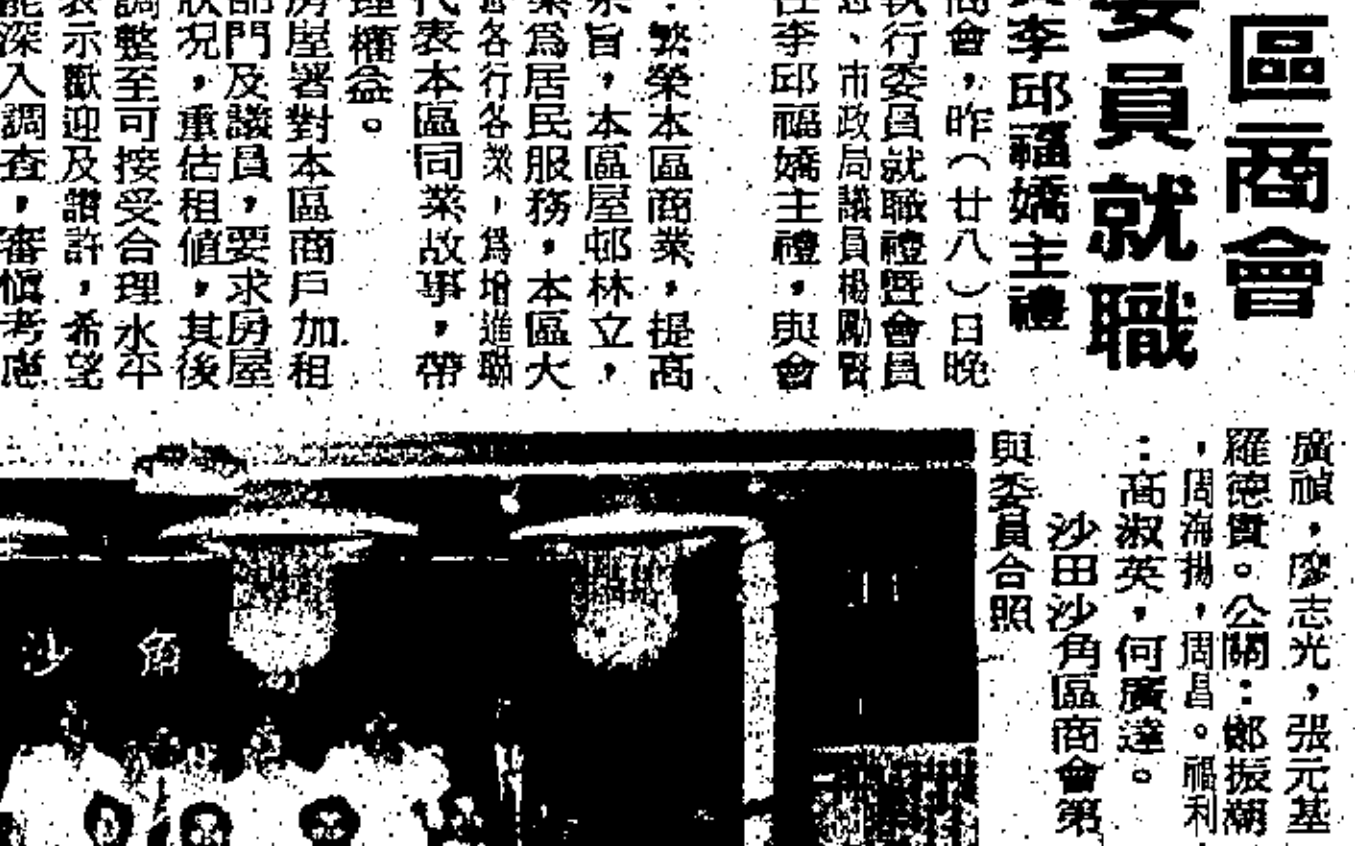 區商會
委員就職
李邱福嬌主禮
商會，昨（廿八）日晚
執行委員就職禮暨會員
、市政局議員楊勵賢
任李邱福嬌主禮，與會
：繁榮本區商業，提高
宗旨，本區屋邨林立，
業爲居民服務，本區大
各行各業，爲增進聯
代表本區同業故事，帶
理權益。
房屋署對本區商戶加租
部門及議員，要求房屋
狀況，重估租値，其後
調整至可接受合理水平
表示歡迎及讚許，希望
能深入調查，審愼考慮
廣禎，廖志光，張元基
羅德貴。公關：鄭振潮
，周海揚，周昌。福利
：高淑英，何廣達。
沙田沙角區商會第
與委員合照
沙角